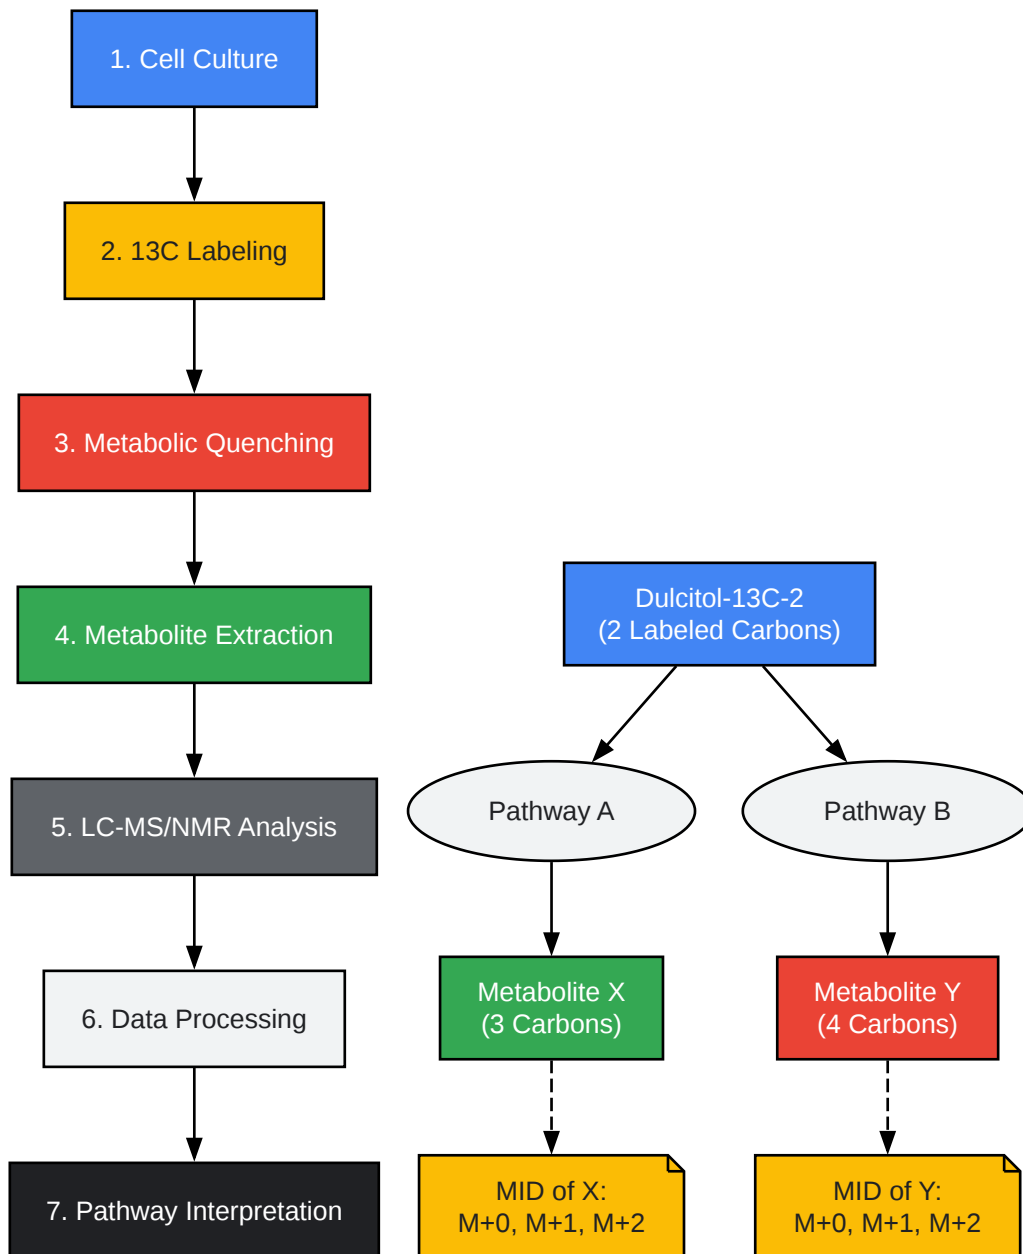 1. Cell Culture
2. 13C Labeling
3. Metabolic Quenching
4. Metabolite Extraction
5. LC-MS/NMR Analysis
6. Data Processing
7. Pathway Interpretation
Dulcitol-13C-2
(2 Labeled Carbons)
Pathway A
Pathway B
Metabolite X
(3 Carbons)
Metabolite Y
(4 Carbons)
MID of X:
M+0, M+1, M+2
MID of Y:
M+0, M+1, M+2